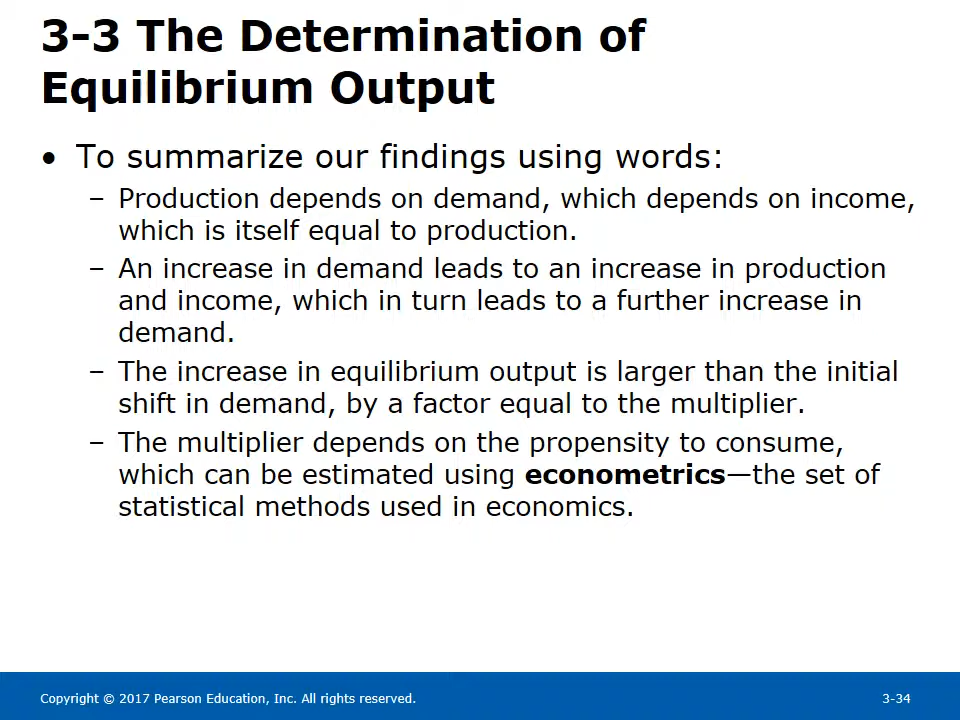 3-3 The Determination of
Equilibrium Output
• To summarize our findings using words:
– Production depends on demand, which depends on income,
which is itself equal to production.
– An increase in demand leads to an increase in production
and income, which in turn leads to a further increase in
demand.
– The increase in equilibrium output is larger than the initial
shift in demand, by a factor equal to the multiplier.
– The multiplier depends on the propensity to consume,
which can be estimated using econometrics—the set of
statistical methods used in economics.
Copyright © 2017 Pearson Education, Inc. All rights reserved.
3-34